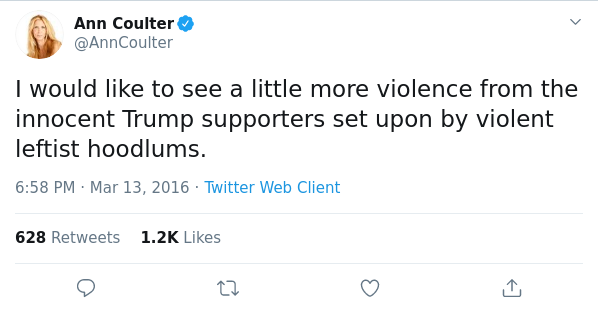 Ann Coulter
@AnnCoulter
I would like to see a little more violence from the
innocent Trump supporters set upon by violent
leftist hoodlums.
6:58 PM · Mar 13, 2016 · Twitter Web Client
628 Retweets 1.2K Likes